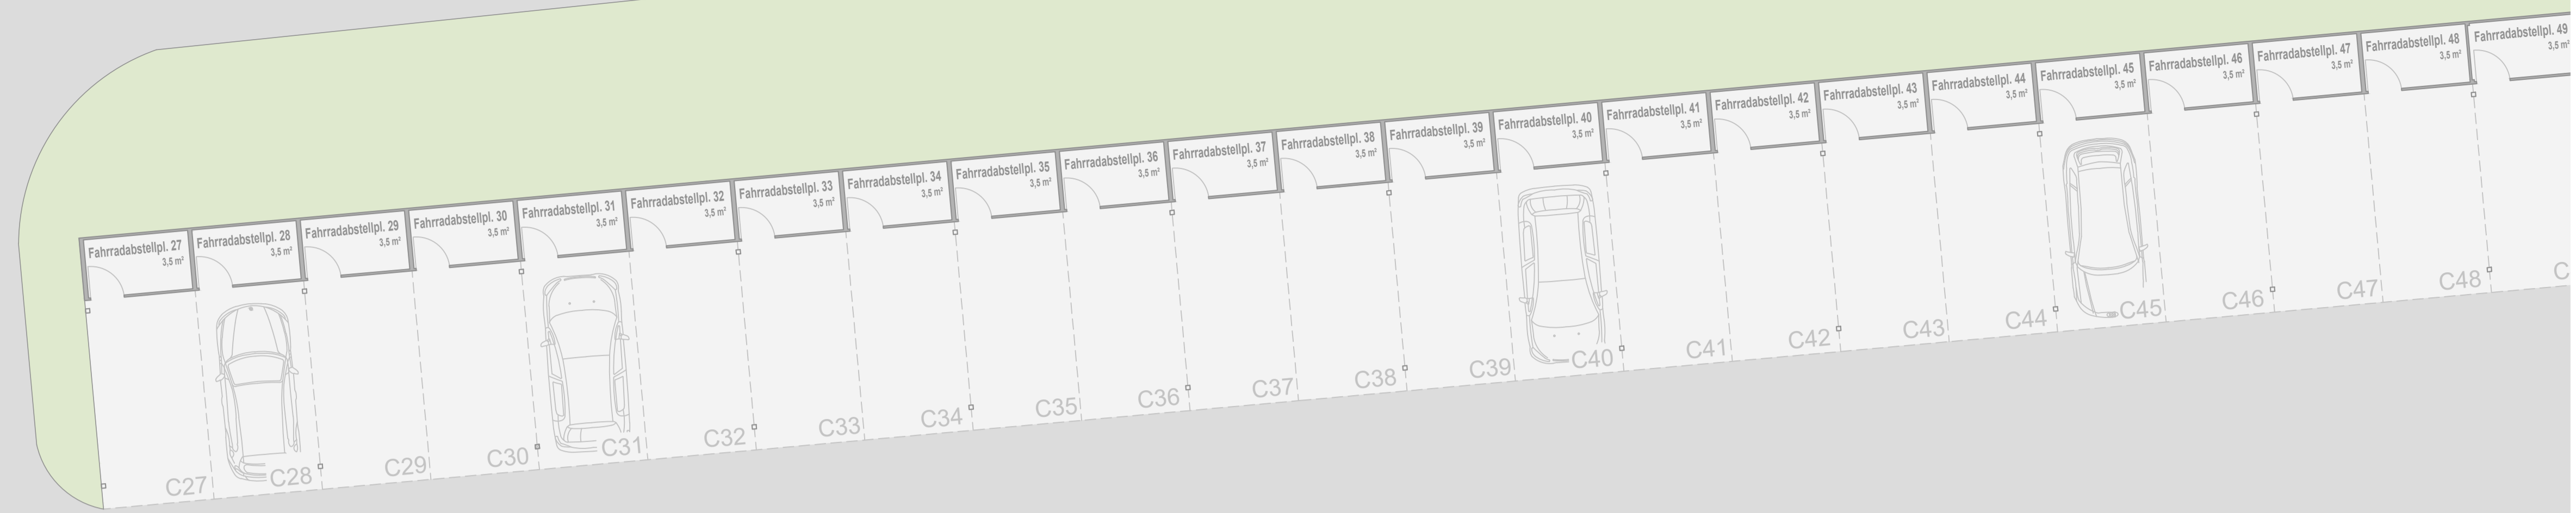 Fahrradabstellpl. 27
3,5 m²
Fahrradabstellpl. 28
3,5 m²
Fahrradabstellpl. 29
3,5 m²
Fahrradabstellpl. 30
3,5 m²
Fahrradabstellpl. 31
3,5 m²
Fahrradabstellpl. 32
3,5 m²
Fahrradabstellpl. 33
3,5 m²
Fahrradabstellpl. 34
3,5 m²
Fahrradabstellpl. 35
3,5 m²
Fahrradabstellpl. 36
3,5 m²
Fahrradabstellpl. 37
3,5 m²
Fahrradabstellpl. 38
3,5 m²
Fahrradabstellpl. 39
3,5 m²
Fahrradabstellpl. 40
3,5 m²
Fahrradabstellpl. 41
3,5 m²
Fahrradabstellpl. 42
3,5 m²
Fahrradabstellpl. 43
3,5 m²
Fahrradabstellpl. 44
3,5 m²
Fahrradabstellpl. 45
3,5 m²
Fahrradabstellpl. 46
3,5 m²
Fahrradabstellpl. 47
3,5 m²
Fahrradabstellpl. 48
3,5 m²
Fahrradabstellpl. 49
3,5 m²
C27
C28
C29
C30
C31
C32
C33
C34
C35
C36
C37
C38
C39
C40
C41
C42
C43
C44
C45
C46
C47
C48
C